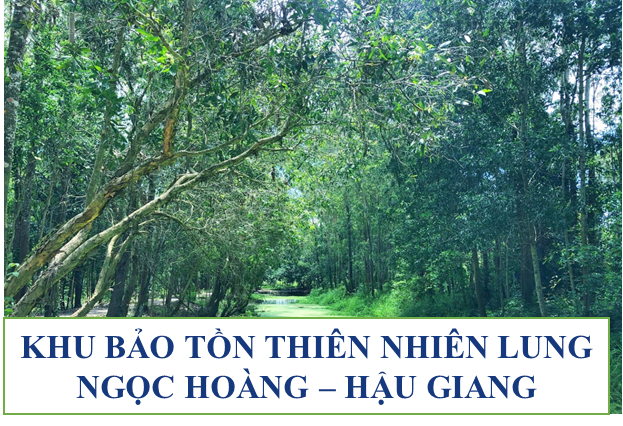 KHU BẢO TỒN THIÊN NHIÊN LUNG
NGỌC HOÀNG – HẬU GIANG